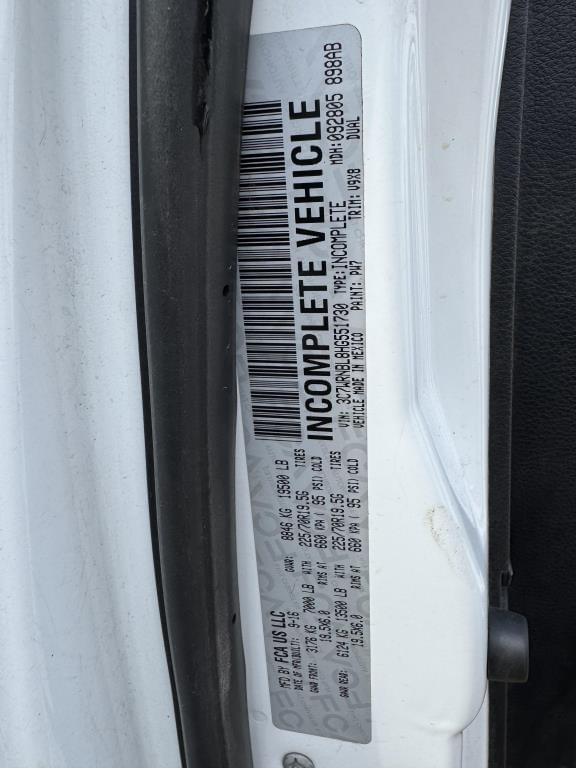 MFD BY FCA US LLC
DATE OF MFR(BUILT): 9-16 GVWR: 8846 KG 19500 LB
GAWR FRONT: 3176 KG 7000 LB WITH 225/70R19.5G TIRES
19.5X6.0 RIMS AT 660 KPA ( 95 PSI) COLD
GAWR REAR: 6124 KG 13500 LB WITH 225/70R19.5G TIRES
19.5X6.0 RIMS AT 660 KPA ( 95 PSI) COLD
INCOMPLETE VEHICLE
MDH: 092805 898AB
DUAL
VIN: 3C7WRNBL8HG551730 TYPE: INCOMPLETE
VEHICLE MADE IN MEXICO PAINT: PW7 TRIM: V9X8